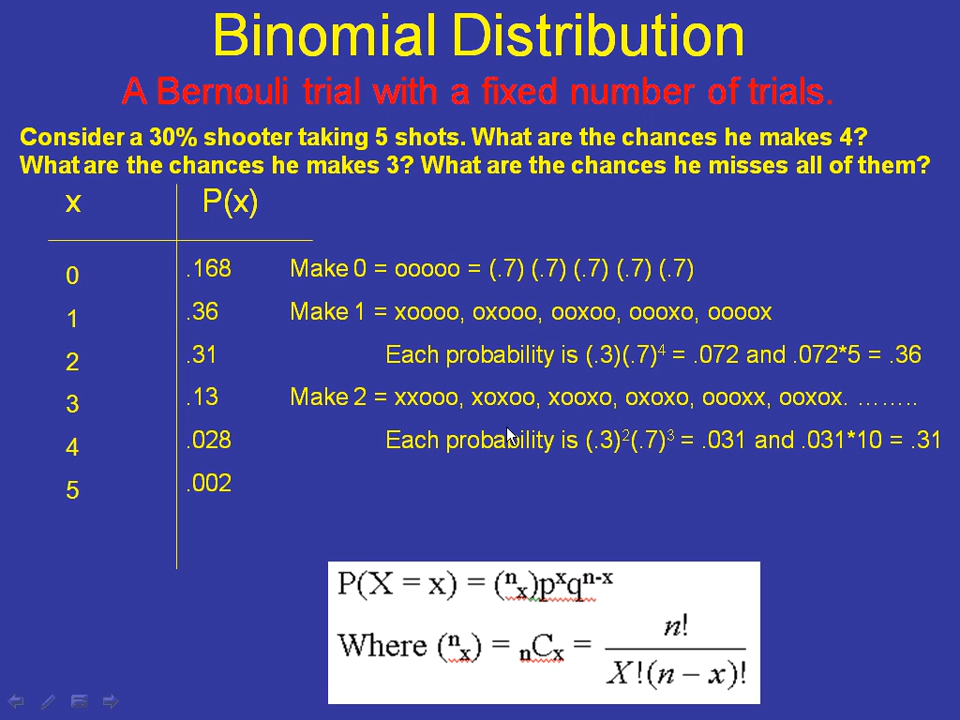 Binomial Distribution
A Bernouli trial with a fixed number of trials.
Consider a 30% shooter taking 5 shots. What are the chances he makes 4?
What are the chances he makes 3? What are the chances he misses all of them?
x P(x)
0 .168 Make 0 = ooooo = (.7) (.7) (.7) (.7) (.7)
1 .36 Make 1 = xoooo, oxooo, ooxoo, oooxo, oooox
2 .31 Each probability is (.3)(.7)⁴ = .072 and .072*5 = .36
3 .13 Make 2 = xxooo, xoxoo, xooxo, oxoxo, oooxx, ooxox. ……..
4 .028 Each probability is (.3)²(.7)³ = .031 and .031*10 = .31
5 .002
P(X = x) = (ⁿₓ)pˣqⁿ⁻ˣ
Where (ⁿₓ) = ₙCₓ = n!
X!(n − x)!